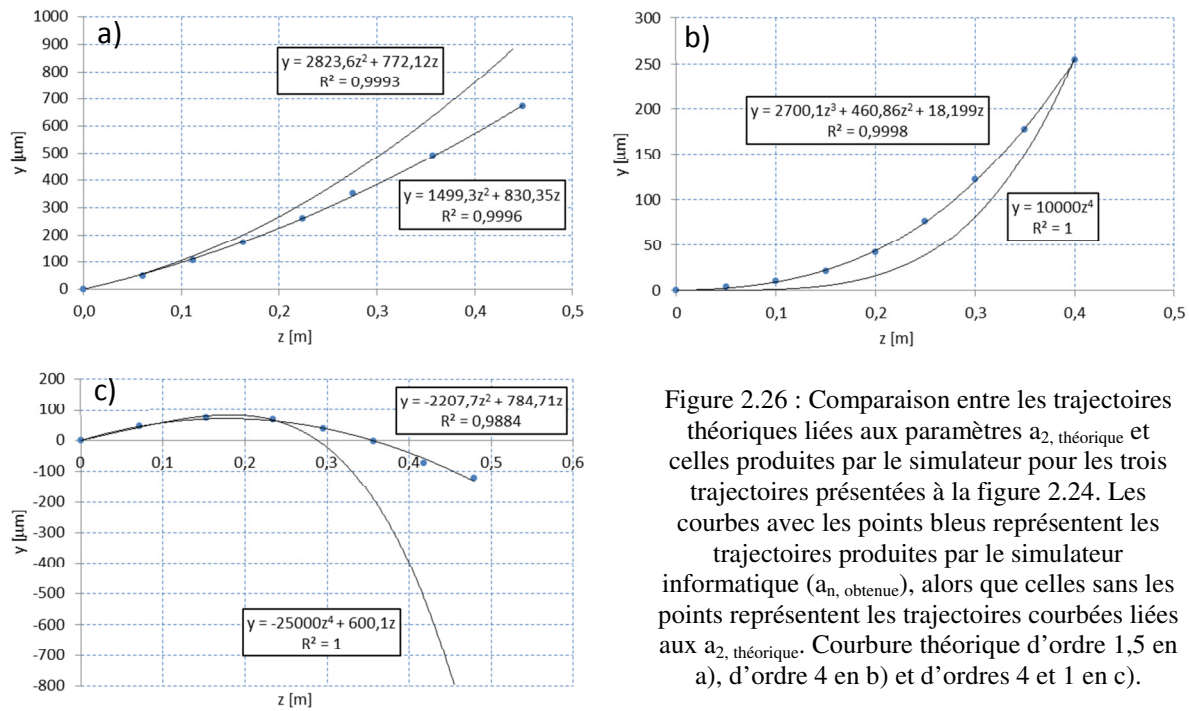 a)
1000
900
800
700
600
500
400
300
200
100
0
y [µm]
y = 2823,6z² + 772,12z
R² = 0,9993
y = 1499,3z² + 830,35z
R² = 0,9996
0,0 0,1 0,2 0,3 0,4 0,5
z [m]
b)
300
250
200
150
100
50
0
y [µm]
y = 2700,1z³ + 460,86z² + 18,199z
R² = 0,9998
y = 10000z⁴
R² = 1
0 0,1 0,2 0,3 0,4 0,5
z [m]
c)
200
100
0
-100
-200
-300
-400
-500
-600
-700
-800
y [µm]
y = -2207,7z² + 784,71z
R² = 0,9884
0 0,1 0,2 0,3 0,4 0,5 0,6
y = -25000z⁴ + 600,1z
R² = 1
z [m]
Figure 2.26 : Comparaison entre les trajectoires
théoriques liées aux paramètres a₂, théorique et
celles produites par le simulateur pour les trois
trajectoires présentées à la figure 2.24. Les
courbes avec les points bleus représentent les
trajectoires produites par le simulateur
informatique (aₙ, obtenue), alors que celles sans les
points représentent les trajectoires courbées liées
aux a₂, théorique. Courbure théorique d'ordre 1,5 en
a), d'ordre 4 en b) et d'ordres 4 et 1 en c).